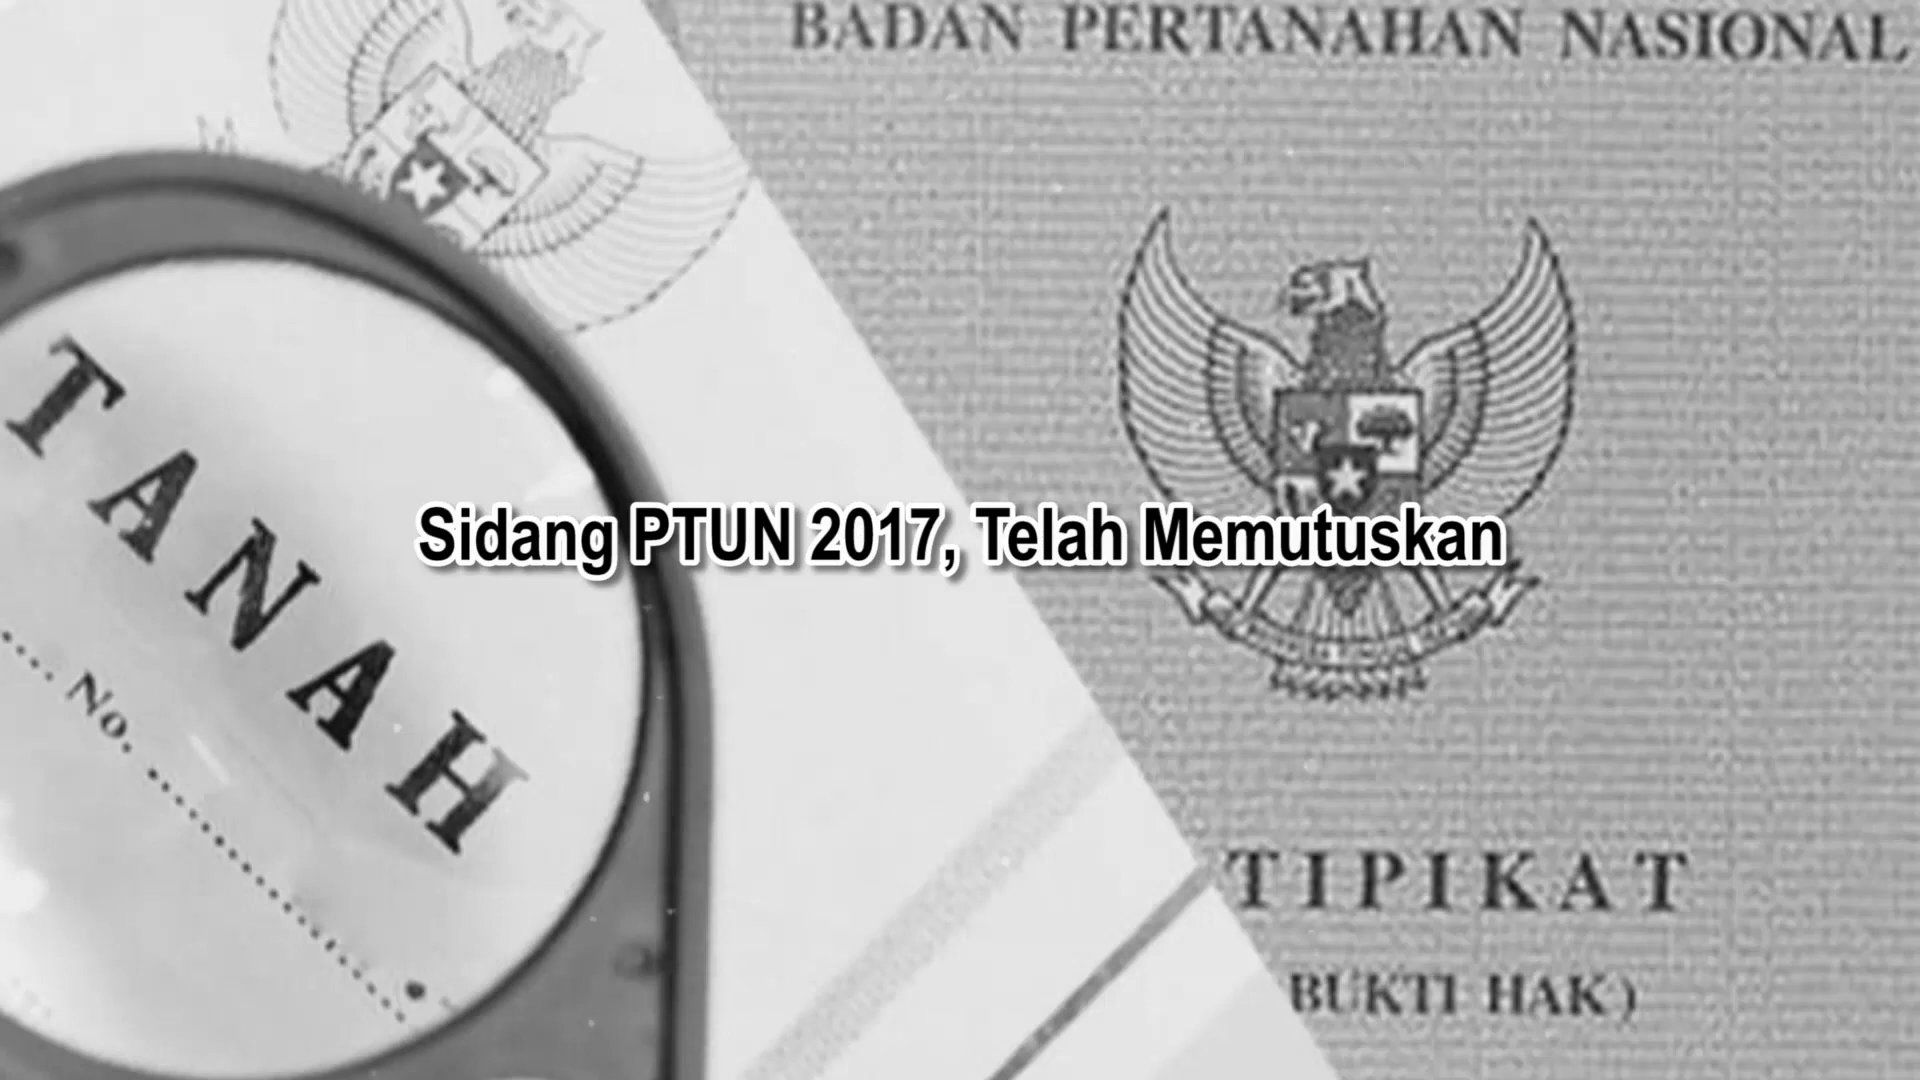 BADAN PERTANAHAN NASIONAL
TANAH
No.
Sidang PTUN 2017, Telah Memutuskan
TIPIKAT
(BUKTI HAK)